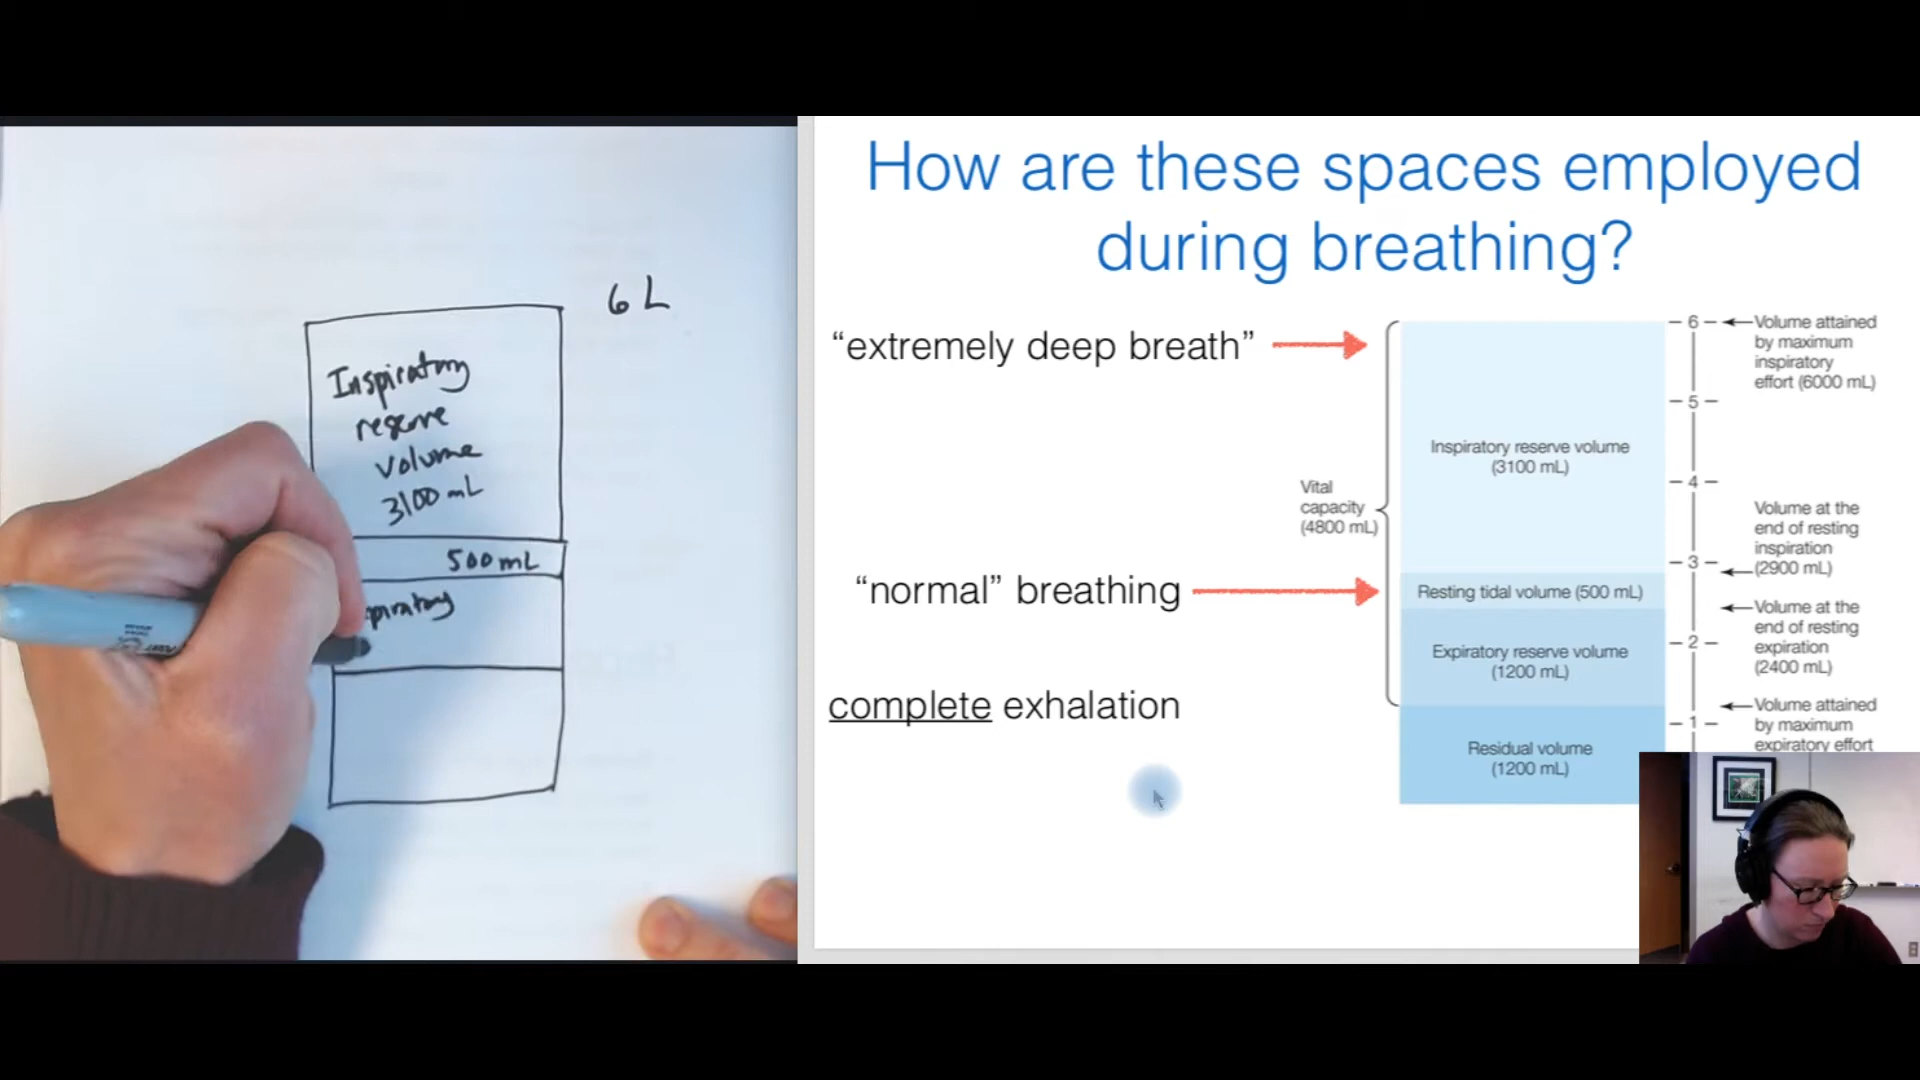 6 L
Inspiratory
reserve
volume
3100 mL
500 mL
piratory
How are these spaces employed
during breathing?
“extremely deep breath”
“normal” breathing
complete exhalation
Vital
capacity
(4800 mL)
Inspiratory reserve volume
(3100 mL)
Resting tidal volume (500 mL)
Expiratory reserve volume
(1200 mL)
Residual volume
(1200 mL)
6
5
4
3
2
1
Volume attained
by maximum
inspiratory
effort (6000 mL)
Volume at the
end of resting
inspiration
(2900 mL)
Volume at the
end of resting
expiration
(2400 mL)
Volume attained
by maximum
expiratory effort